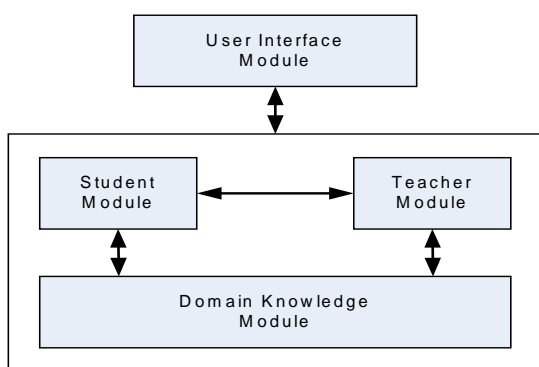 User Interface
Module
Student
Module
Teacher
Module
Domain Knowledge
Module